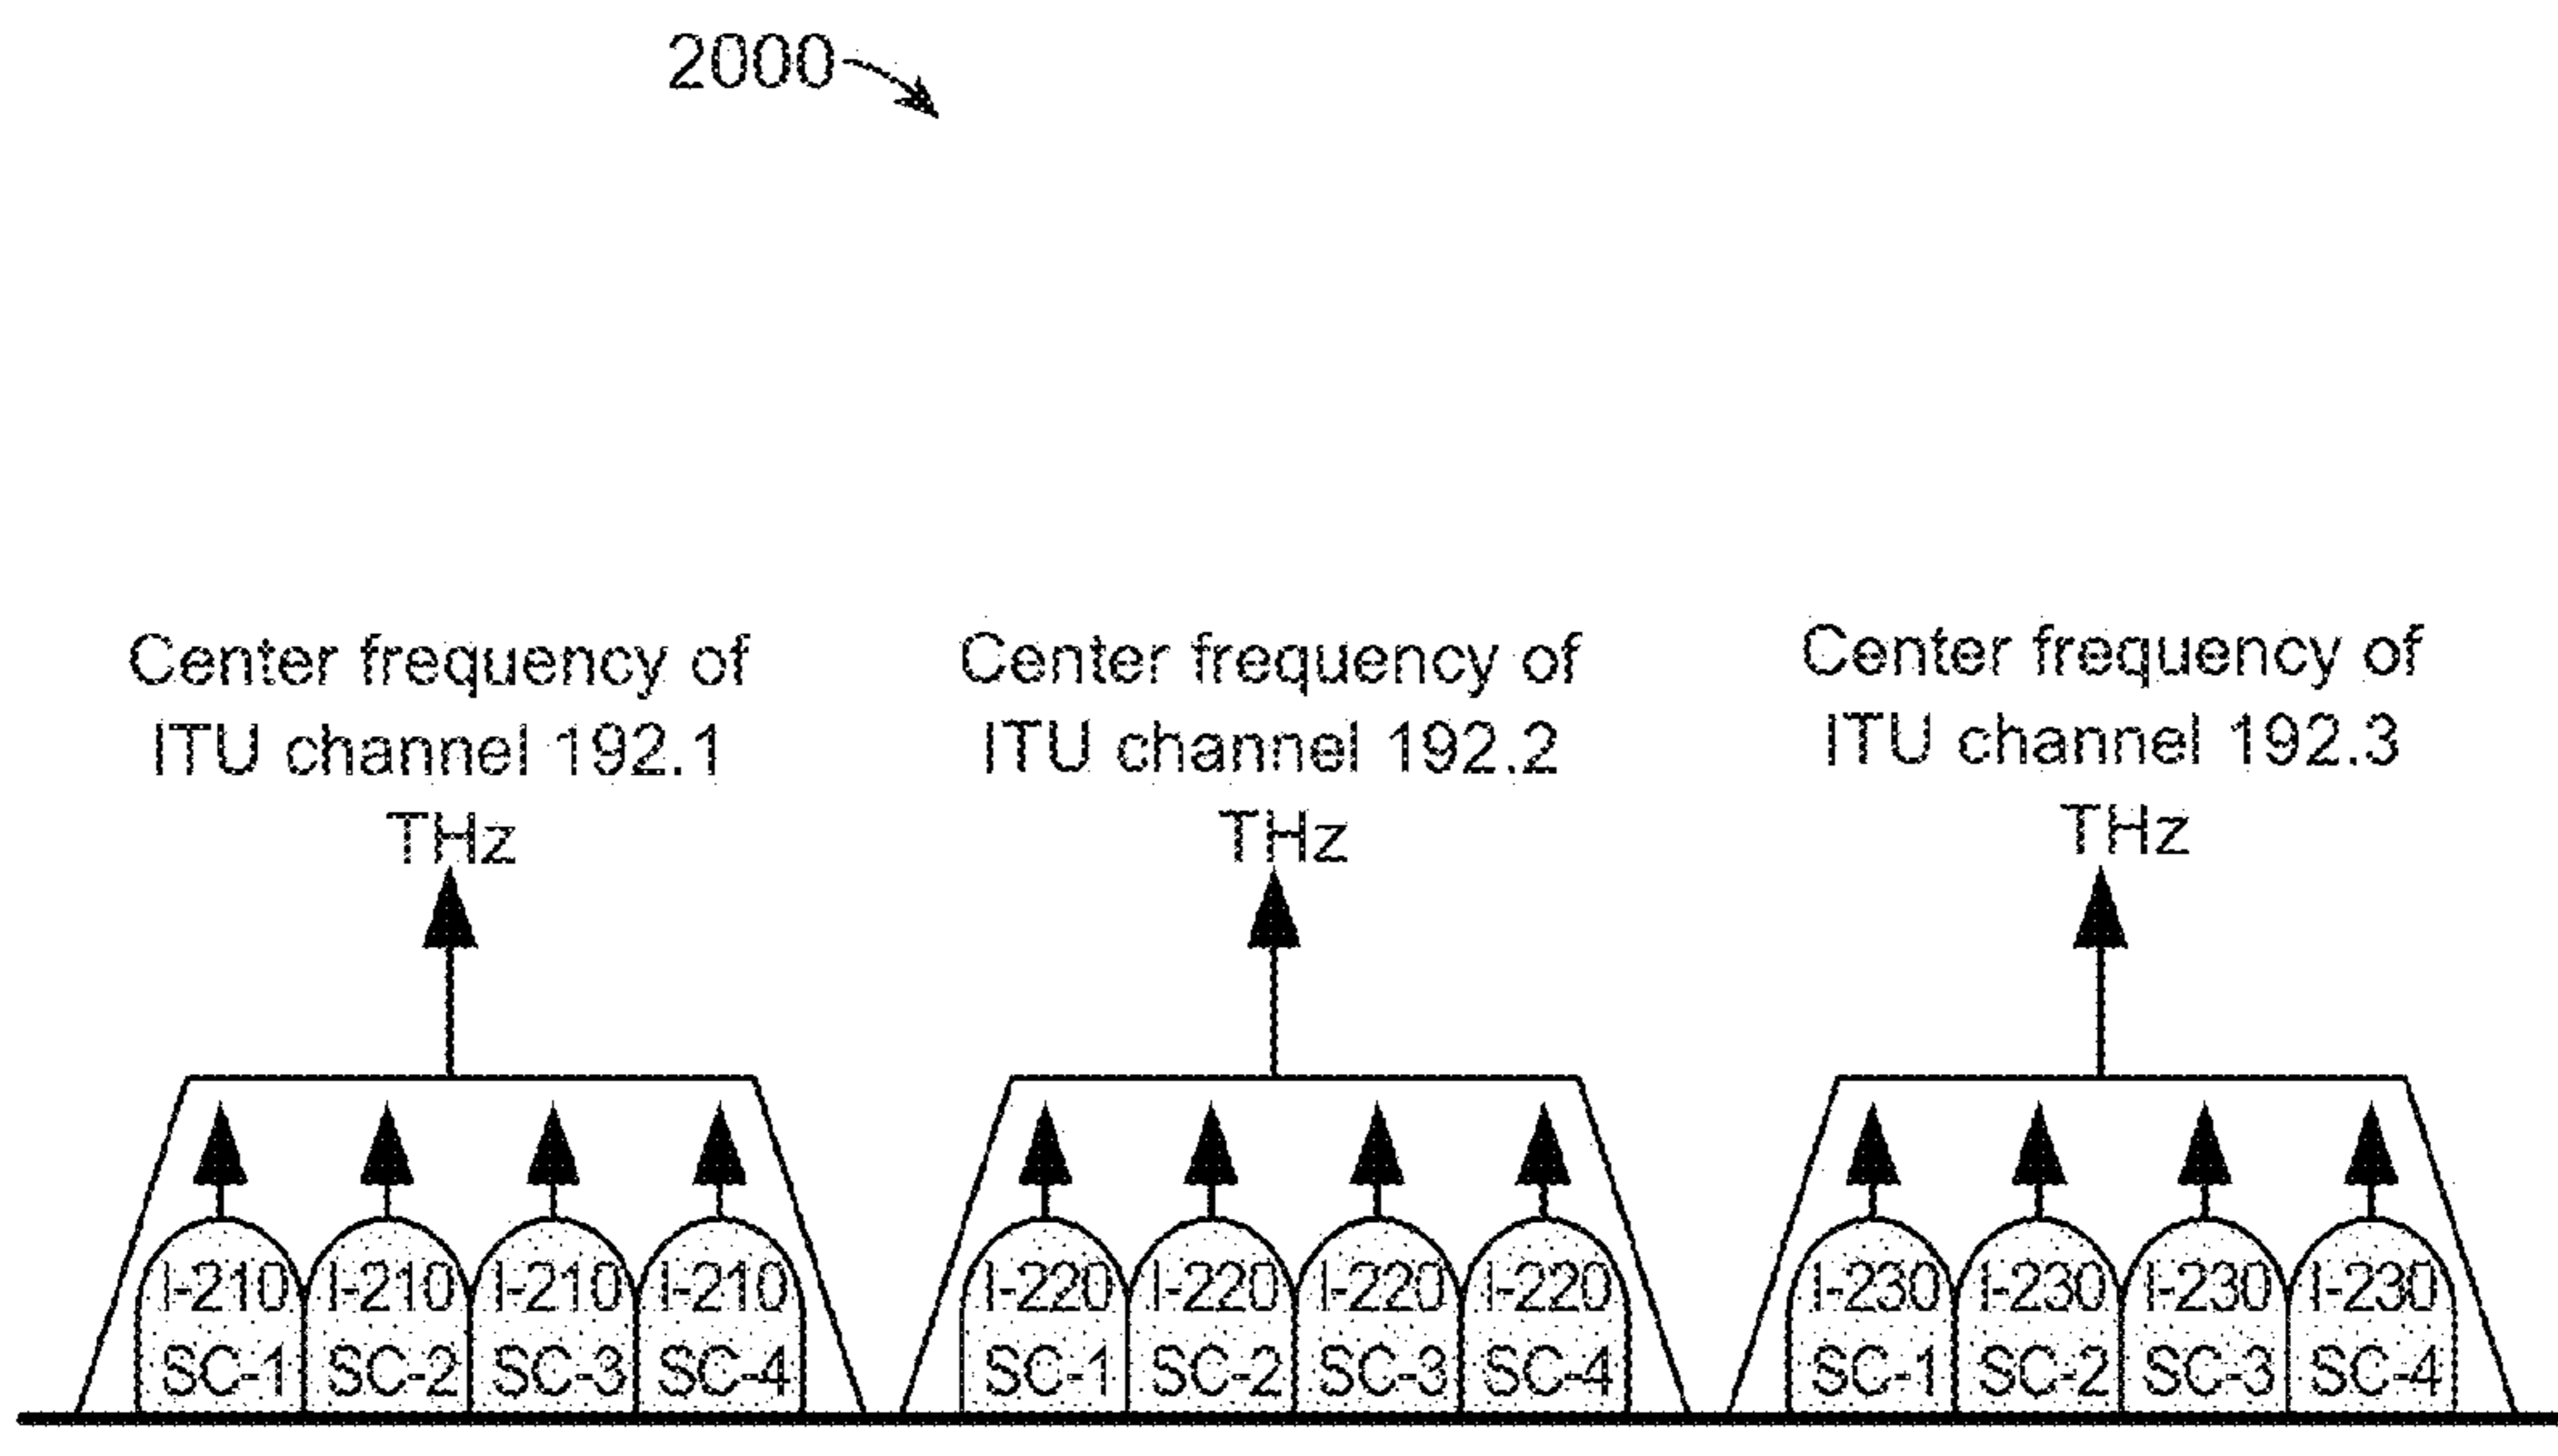 2000
Center frequency of
ITU channel 192.1
THz
Center frequency of
ITU channel 192.2
THz
Center frequency of
ITU channel 192.3
THz
I-210
SC-1
I-210
SC-2
I-210
SC-3
I-210
SC-4
I-220
SC-1
I-220
SC-2
I-220
SC-3
I-220
SC-4
I-230
SC-1
I-230
SC-2
I-230
SC-3
I-230
SC-4